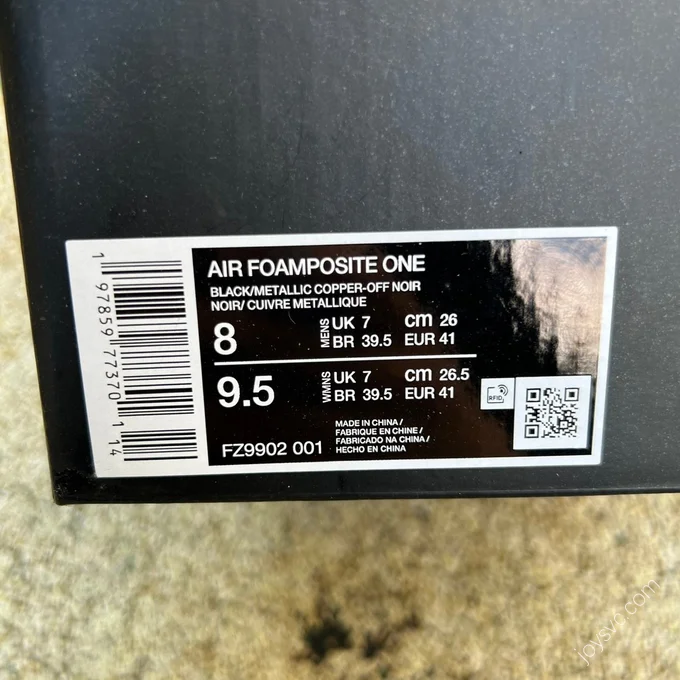 AIR FOAMPOSITE ONE
BLACK/METALLIC COPPER-OFF NOIR
NOIR/ CUIVRE METALLIQUE
8 MENS UK 7 CM 26
BR 39.5 EUR 41
9.5 WMNS UK 7 CM 26.5
BR 39.5 EUR 41
RFID
FZ9902 001
MADE IN CHINA/
FABRIQUE EN CHINE/
FABRICADO NA CHINA/
HECHO EN CHINA
1 97859 77370 1 14
joysvc.com